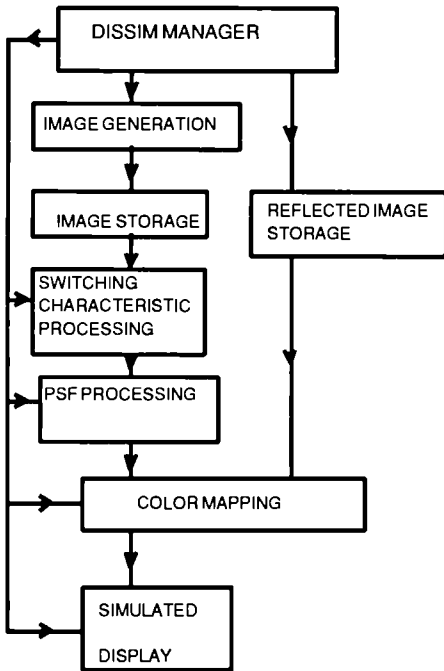 DISSIM MANAGER
IMAGE GENERATION
IMAGE STORAGE
REFLECTED IMAGE
STORAGE
SWITCHING
CHARACTERISTIC
PROCESSING
PSF PROCESSING
COLOR MAPPING
SIMULATED
DISPLAY